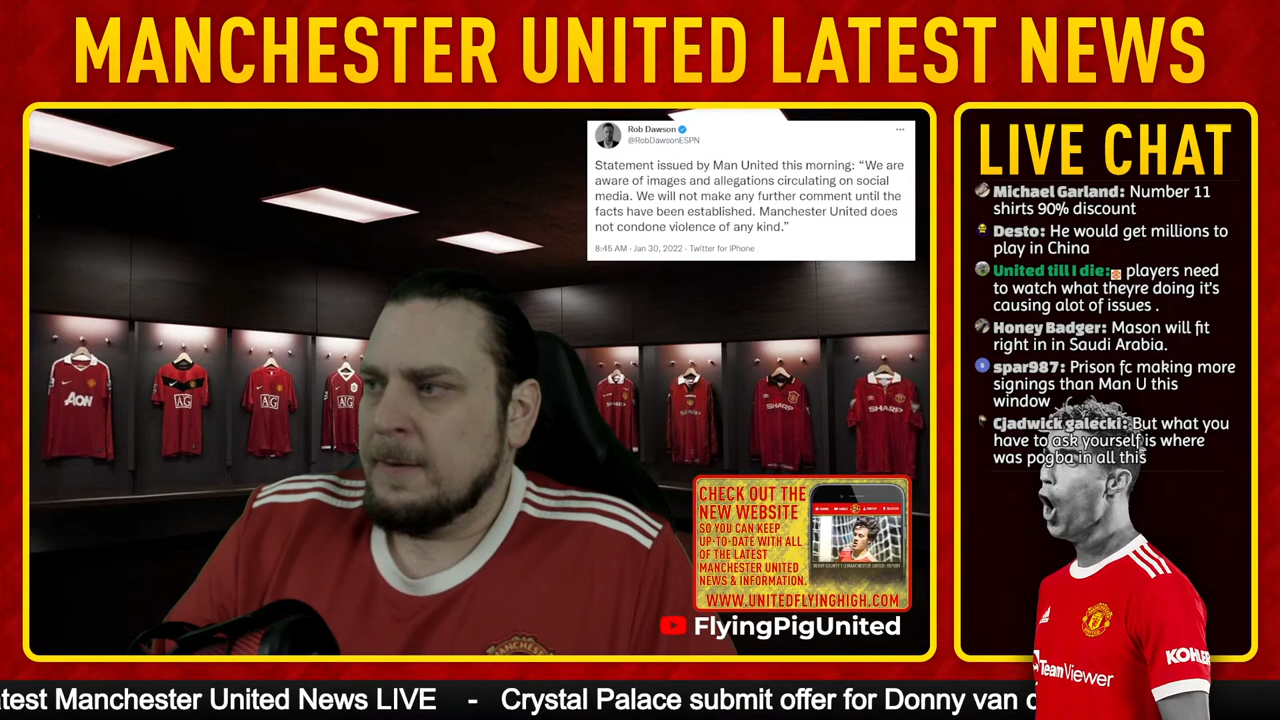 MANCHESTER UNITED LATEST NEWS
Rob Dawson
@RobDawsonESPN
Statement issued by Man United this morning: “We are
aware of images and allegations circulating on social
media. We will not make any further comment until the
facts have been established. Manchester United does
not condone violence of any kind.”
8:45 AM · Jan 30, 2022 · Twitter for iPhone
AON
AG
AG
AG
SHARP
SHARP
SHARP
CHECK OUT THE
NEW WEBSITE
SO YOU CAN KEEP
UP-TO-DATE WITH ALL
OF THE LATEST
MANCHESTER UNITED
NEWS & INFORMATION.
WWW.UNITEDFLYINGHIGH.COM
FlyingPigUnited
LIVE CHAT
Michael Garland: Number 11
shirts 90% discount
Desto: He would get millions to
play in China
United till I die: players need
to watch what theyre doing it's
causing alot of issues .
Honey Badger: Mason will fit
right in in Saudi Arabia.
spar987: Prison fc making more
signings than Man U this
window
Cjadwick galecki: But what you
have to ask yourself is where
was pogba in all this
TeamViewer
KOHLER
atest Manchester United News LIVE - Crystal Palace submit offer for Donny van